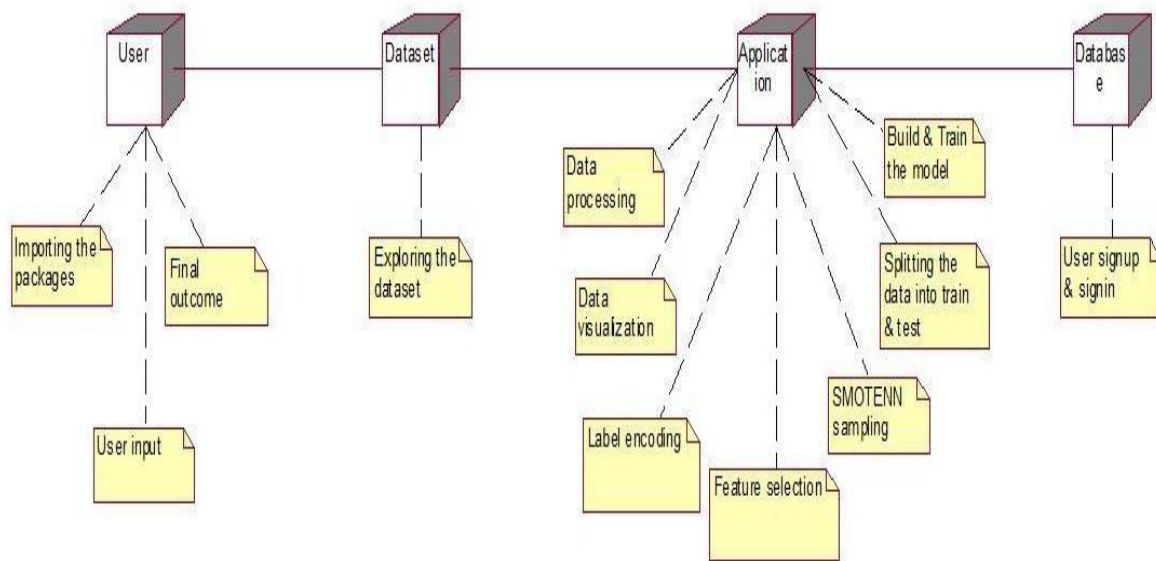 User
Dataset
Applicat
ion
Databas
e
Importing the
packages
Final
outcome
User input
Exploring the
dataset
Data
processing
Data
visualization
Label encoding
Feature selection
SMOTENN
sampling
Splitting the
data into train
& test
Build & Train
the model
User signup
& signin